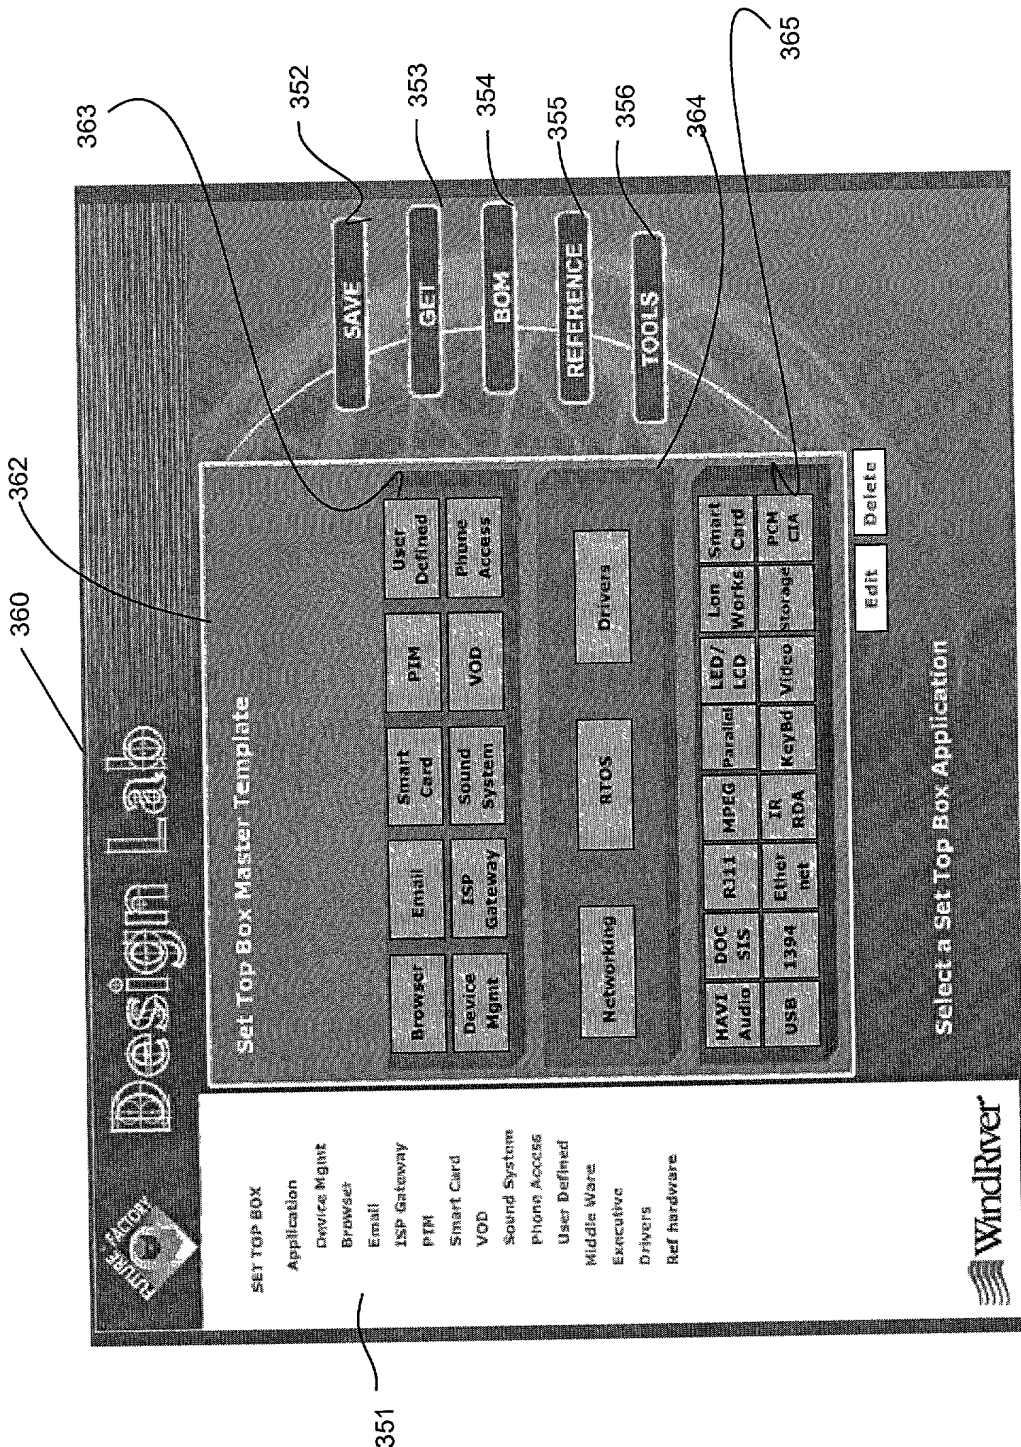 360
362
363
352
353
354
355
356
364
365
351
FUTURE FACTORY
Design Lab
SET TOP BOX
Application
Device Mgmt
Browser
Email
ISP Gateway
PIM
Smart Card
VOD
Sound System
Phone Access
User Defined
Middle Ware
Executive
Drivers
Ref hardware
WindRiver
Set Top Box Master Template
Browser
Email
Smart Card
PIM
User Defined
Device Mgmt
ISP Gateway
Sound System
VOD
Phone Access
Networking
RTOS
Drivers
HAVI Audio
DOC SIS
RJ11
MPEG
Parallel
LED/ LCD
Lon Works
Smart Card
USB
1394
Ether net
IR RDA
KeyBd
Video
Storage
PCM CIA
Edit
Delete
Select a Set Top Box Application
SAVE
GET
BOM
REFERENCE
TOOLS